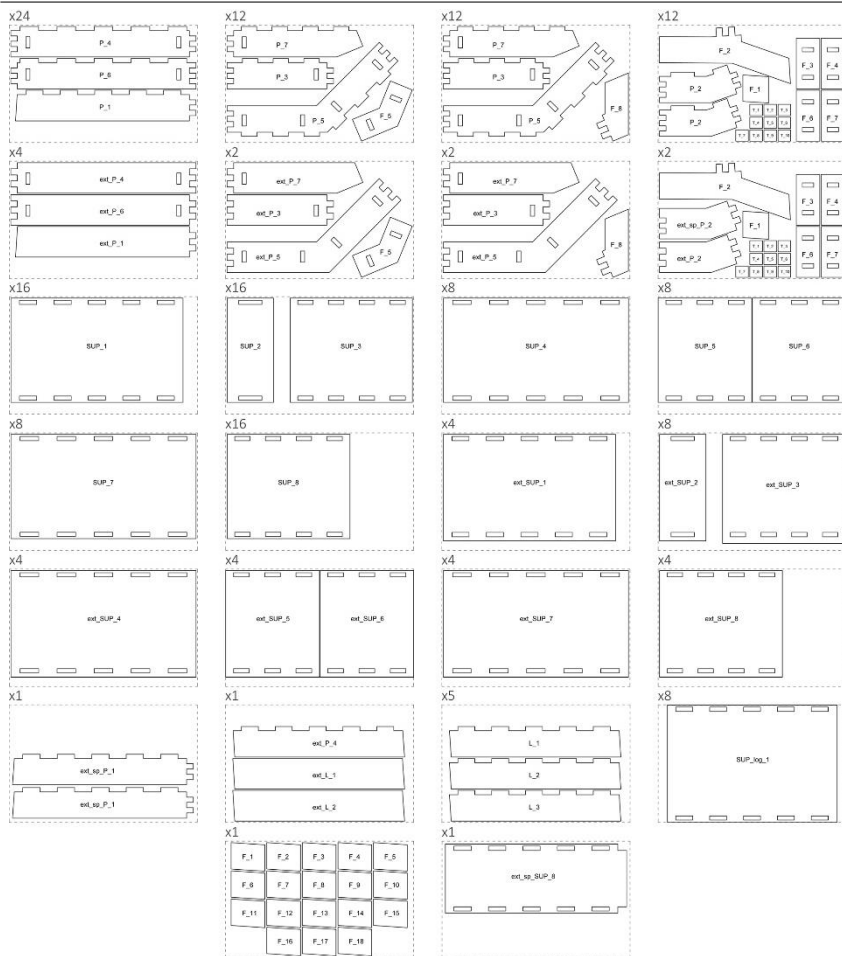 x24 x12 x12 x12
P_4
P_6
P_1
P_7
P_3
P_5
F_5
P_7
P_3
P_5
F_8
F_2
P_2
P_2
F_1
F_3
F_4
F_6
F_7
x4 x2 x2 x2
ext_P_4
ext_P_6
ext_P_1
ext_P_7
ext_P_3
ext_P_5
F_5
ext_P_7
ext_P_3
ext_P_5
F_8
F_2
ext_sp_P_2
ext_P_2
F_1
F_3
F_4
F_6
F_7
x16 x16 x8 x8
SUP_1 SUP_2 SUP_3 SUP_4 SUP_5 SUP_6
x8 x16 x4 x8
SUP_7 SUP_8 ext_SUP_1 ext_SUP_2 ext_SUP_3
x4 x4 x4 x4
ext_SUP_4 ext_SUP_5 ext_SUP_6 ext_SUP_7 ext_SUP_8
x1 x1 x5 x8
ext_sp_P_1
ext_sp_P_1
ext_P_4
ext_L_1
ext_L_2
L_1
L_2
L_3
SUP_log_1
x1 x1
F_1 F_2 F_3 F_4 F_5
F_6 F_7 F_8 F_9 F_10
F_11 F_12 F_13 F_14 F_15
F_16 F_17 F_18
ext_sp_SUP_8